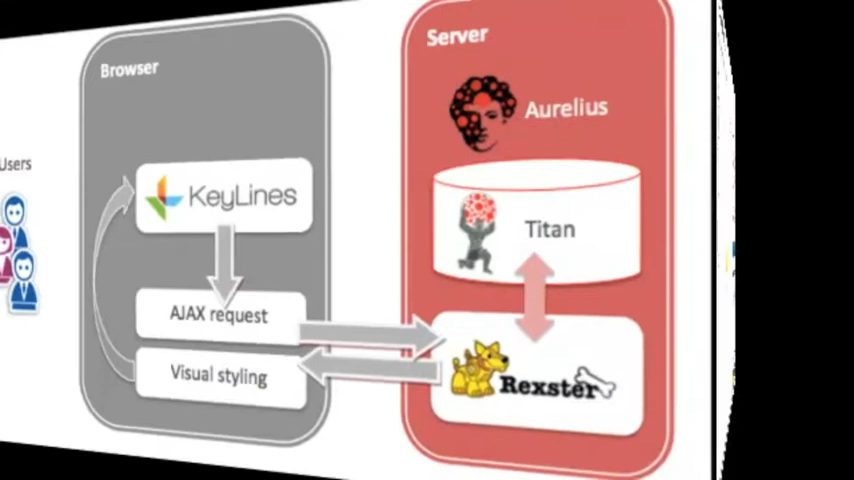 Users
Browser
KeyLines
AJAX request
Visual styling
Server
Aurelius
Titan
Rexster